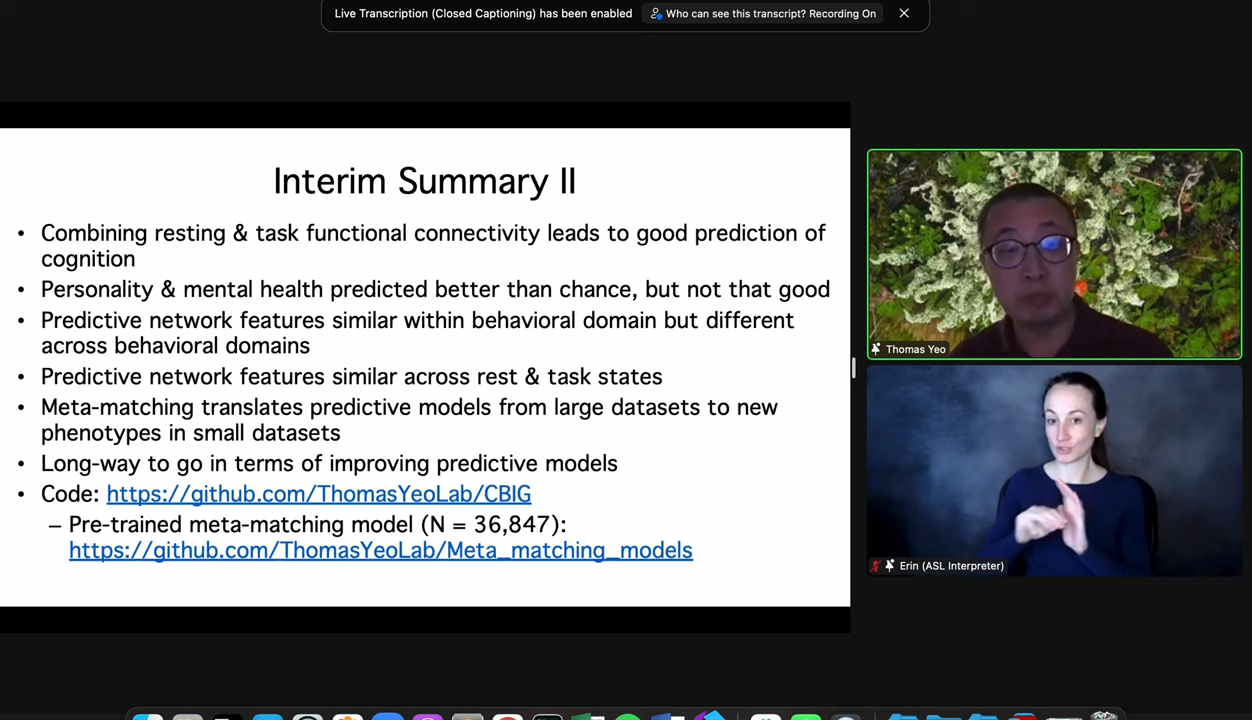 Live Transcription (Closed Captioning) has been enabled
Who can see this transcript? Recording On
Interim Summary II
• Combining resting & task functional connectivity leads to good prediction of
cognition
• Personality & mental health predicted better than chance, but not that good
• Predictive network features similar within behavioral domain but different
across behavioral domains
• Predictive network features similar across rest & task states
• Meta-matching translates predictive models from large datasets to new
phenotypes in small datasets
• Long-way to go in terms of improving predictive models
• Code: https://github.com/ThomasYeoLab/CBIG
– Pre-trained meta-matching model (N = 36,847):
https://github.com/ThomasYeoLab/Meta_matching_models
Thomas Yeo
Erin (ASL Interpreter)